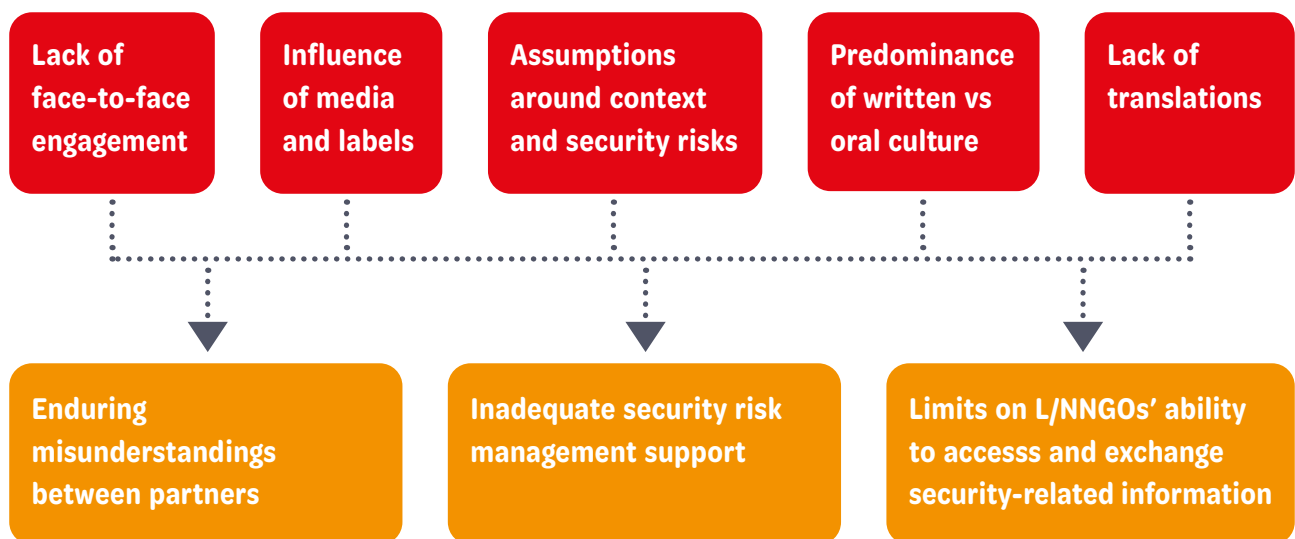 Lack of
face-to-face
engagement
Influence
of media
and labels
Assumptions
around context
and security risks
Predominance
of written vs
oral culture
Lack of
translations
Enduring
misunderstandings
between partners
Inadequate security risk
management support
Limits on L/NNGOs’ ability
to accesss and exchange
security-related information